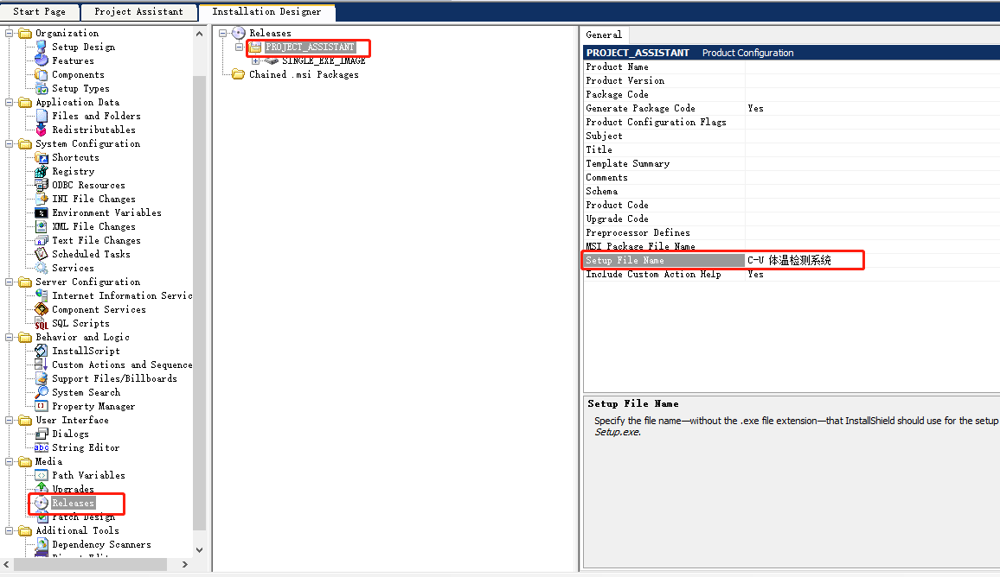 Start Page
Project Assistant
Installation Designer
Organization
Setup Design
Features
Components
Setup Types
Application Data
Files and Folders
Redistributables
System Configuration
Shortcuts
Registry
ODBC Resources
INI File Changes
Environment Variables
XML File Changes
Text File Changes
Scheduled Tasks
Services
Server Configuration
Internet Information Servic
Component Services
SQL Scripts
Behavior and Logic
InstallScript
Custom Actions and Sequence
Support Files/Billboards
System Search
Property Manager
User Interface
Dialogs
String Editor
Media
Path Variables
Upgrades
Releases
Patch Design
Additional Tools
Dependency Scanners
Releases
PROJECT_ASSISTANT
SINGLE_EXE_IMAGE
Chained .msi Packages
General
PROJECT_ASSISTANT Product Configuration
Product Name
Product Version
Package Code
Generate Package Code Yes
Product Configuration Flags
Subject
Title
Template Summary
Comments
Schema
Product Code
Upgrade Code
Preprocessor Defines
MSI Package File Name
Setup File Name C-U 体温检测系统
Include Custom Action Help Yes
Setup File Name
Specify the file name—without the .exe file extension—that InstallShield should use for the setup
Setup.exe.